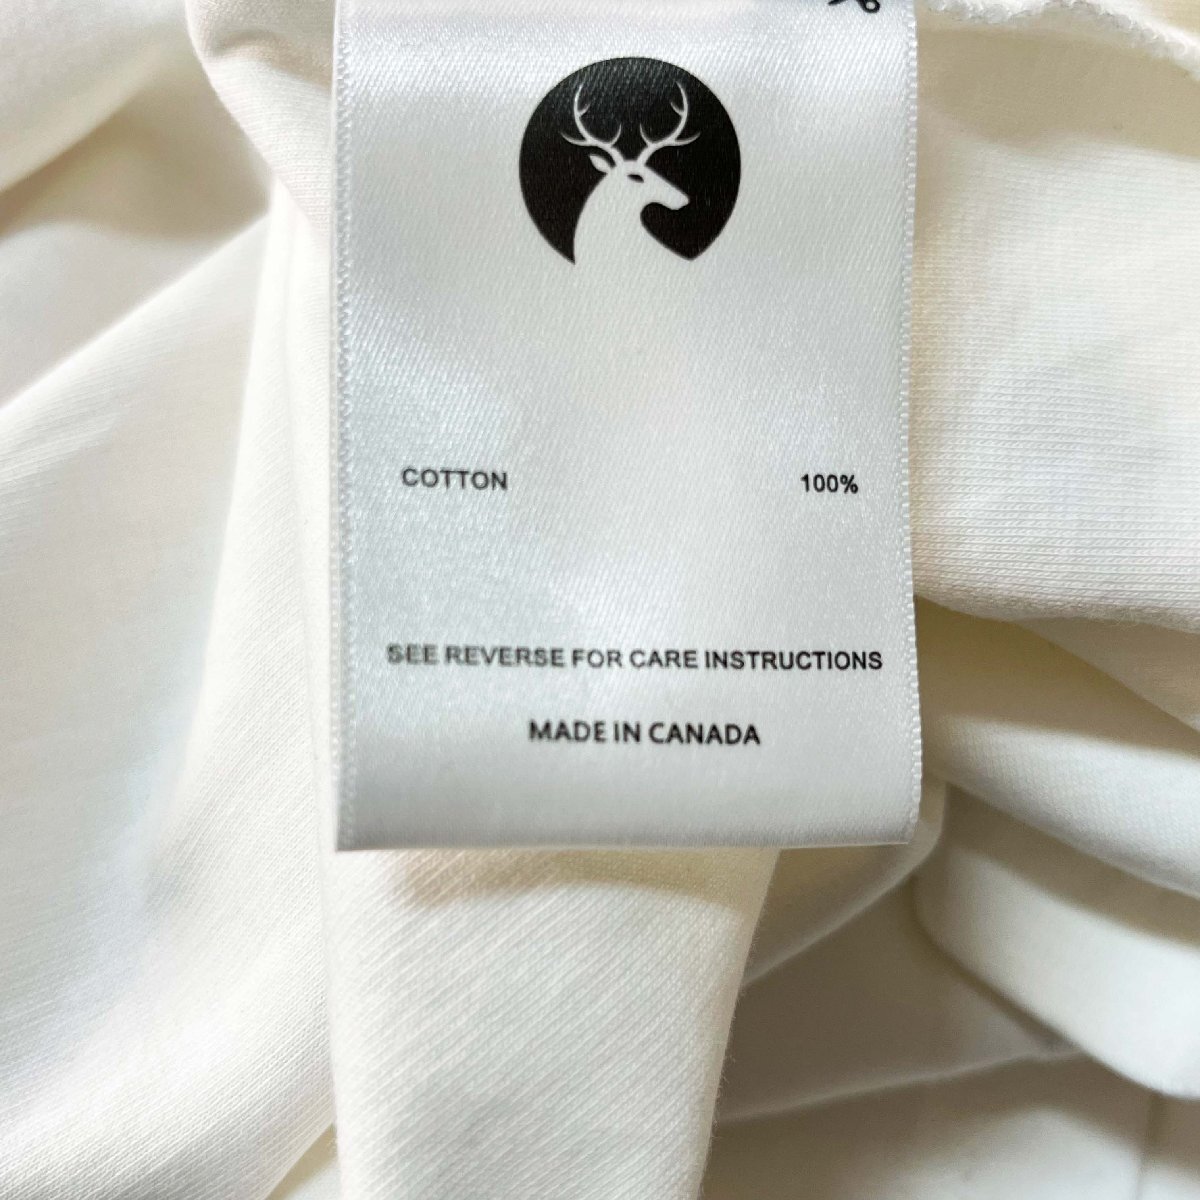 COTTON 100%
SEE REVERSE FOR CARE INSTRUCTIONS
MADE IN CANADA